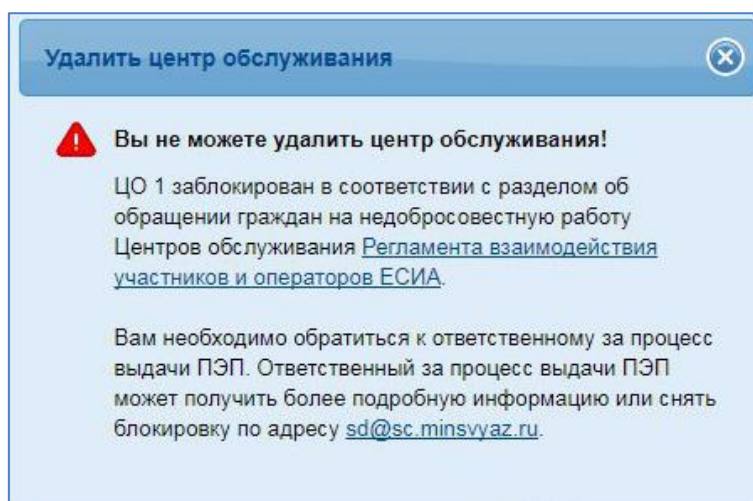 Удалить центр обслуживания
Вы не можете удалить центр обслуживания!
ЦО 1 заблокирован в соответствии с разделом об
обращении граждан на недобросовестную работу
Центров обслуживания Регламента взаимодействия
участников и операторов ЕСИА.
Вам необходимо обратиться к ответственному за процесс
выдачи ПЭП. Ответственный за процесс выдачи ПЭП
может получить более подробную информацию или снять
блокировку по адресу sd@sc.minsvyaz.ru.